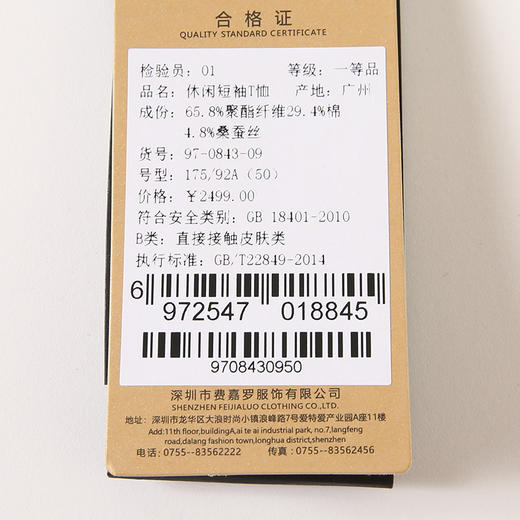 合格证
QUALITY STANDARD CERTIFICATE
检验员: 01 等级: 一等品
品名: 休闲短袖T恤 产地: 广州
成份: 65.8%聚酯纤维29.4%棉
4.8%桑蚕丝
货号: 97-0843-09
号型: 175/92A (50)
价格: ￥2499.00
符合安全类别: GB 18401-2010
B类: 直接接触皮肤类
执行标准: GB/T22849-2014
6 972547 018845
9708430950
深圳市费嘉罗服饰有限公司
SHENZHEN FEIJIALUO CLOTHING CO.,LTD.
地址: 深圳市龙华区大浪时尚小镇浪峰路7号爱特爱产业园A座11楼
Add:11th floor,buildingA,ai te ai industrial park, no.7,langfeng
road,dalang fashion town,longhua district,shenzhen
电话: 0755--83562222 传真: 0755--83562456